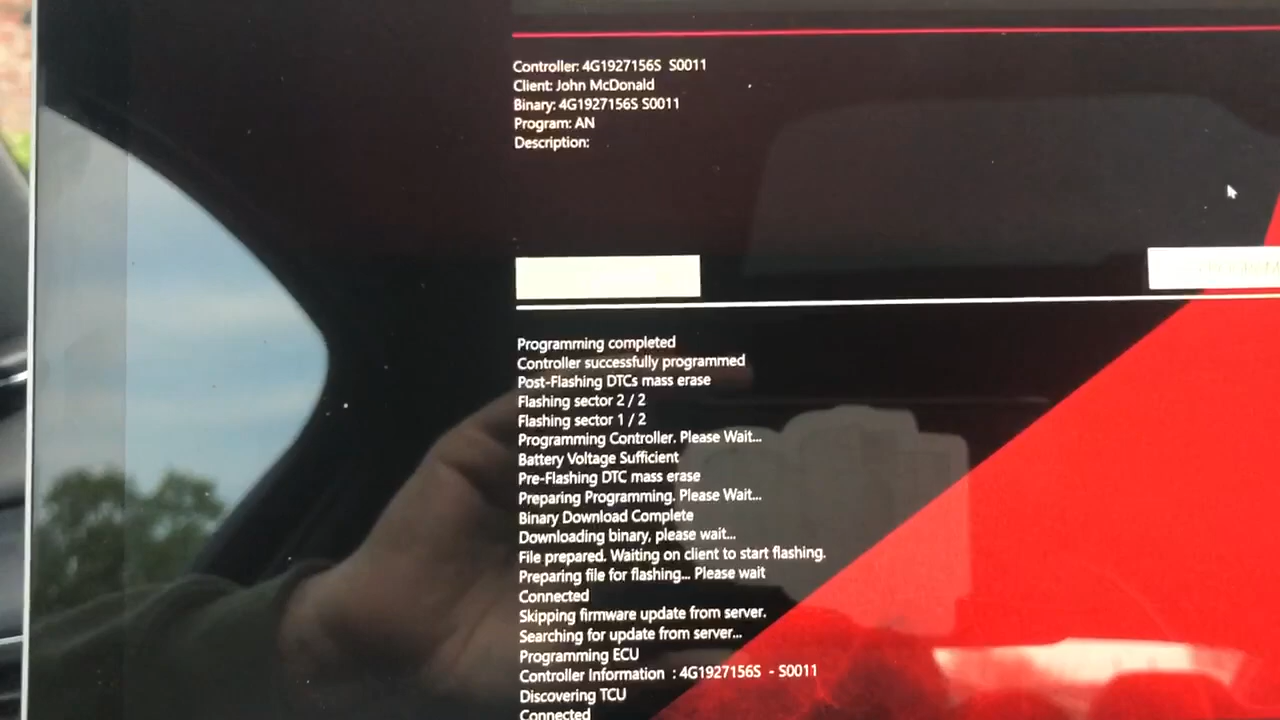 Controller: 4G1927156S S0011
Client: John McDonald
Binary: 4G1927156S S0011
Program: AN
Description:
Programming completed
Controller successfully programmed
Post-Flashing DTCs mass erase
Flashing sector 2 / 2
Flashing sector 1 / 2
Programming Controller. Please Wait...
Battery Voltage Sufficient
Pre-Flashing DTC mass erase
Preparing Programming. Please Wait...
Binary Download Complete
Downloading binary, please wait...
File prepared. Waiting on client to start flashing.
Preparing file for flashing... Please wait
Connected
Skipping firmware update from server.
Searching for update from server...
Programming ECU
Controller Information : 4G1927156S - S0011
Discovering TCU
Connected